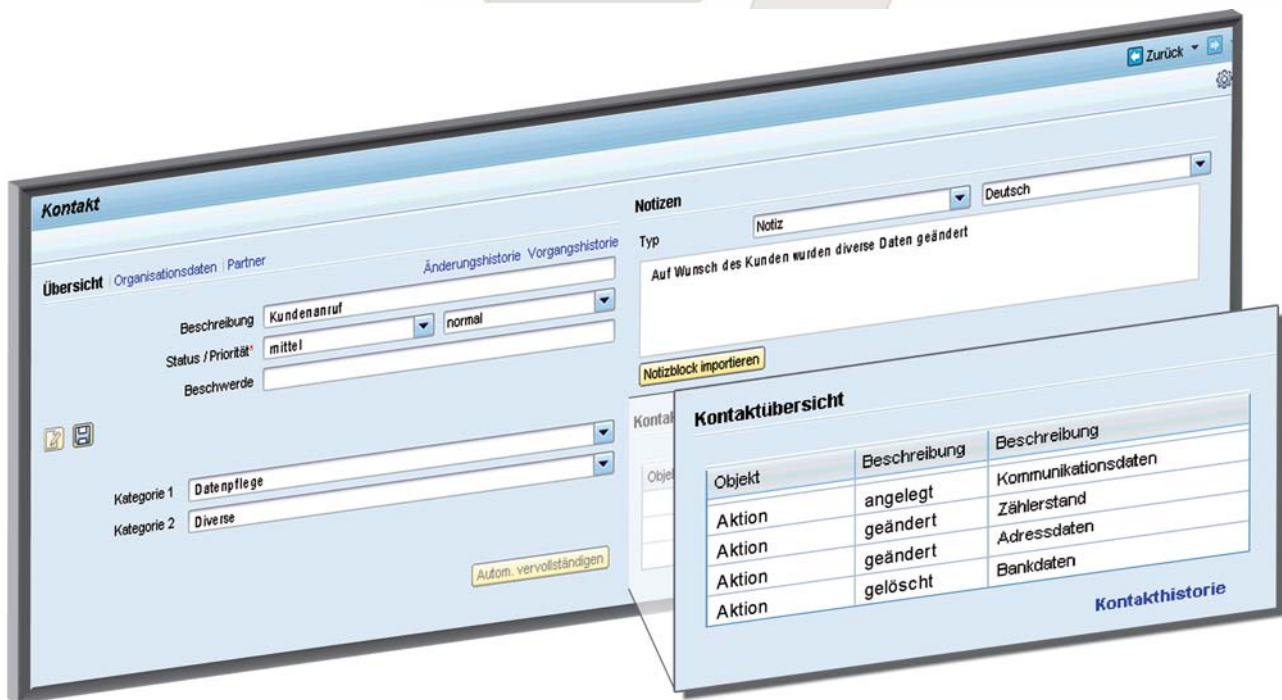 Zurück
Kontakt
Übersicht | Organisationsdaten | Partner
Änderungshistorie Vorgangshistorie
Beschreibung Kundenanruf
Status / Priorität* mittel normal
Beschwerde
Kategorie 1 Datenpflege
Kategorie 2 Diverse
Autom. vervollständigen
Notizen
Typ Notiz Deutsch
Auf Wunsch des Kunden wurden diverse Daten geändert
Notizblock importieren
Kontaktübersicht
Objekt Beschreibung Beschreibung
Aktion angelegt Kommunikationsdaten
Aktion geändert Zählerstand
Aktion geändert Adressdaten
Aktion gelöscht Bankdaten
Kontakthistorie